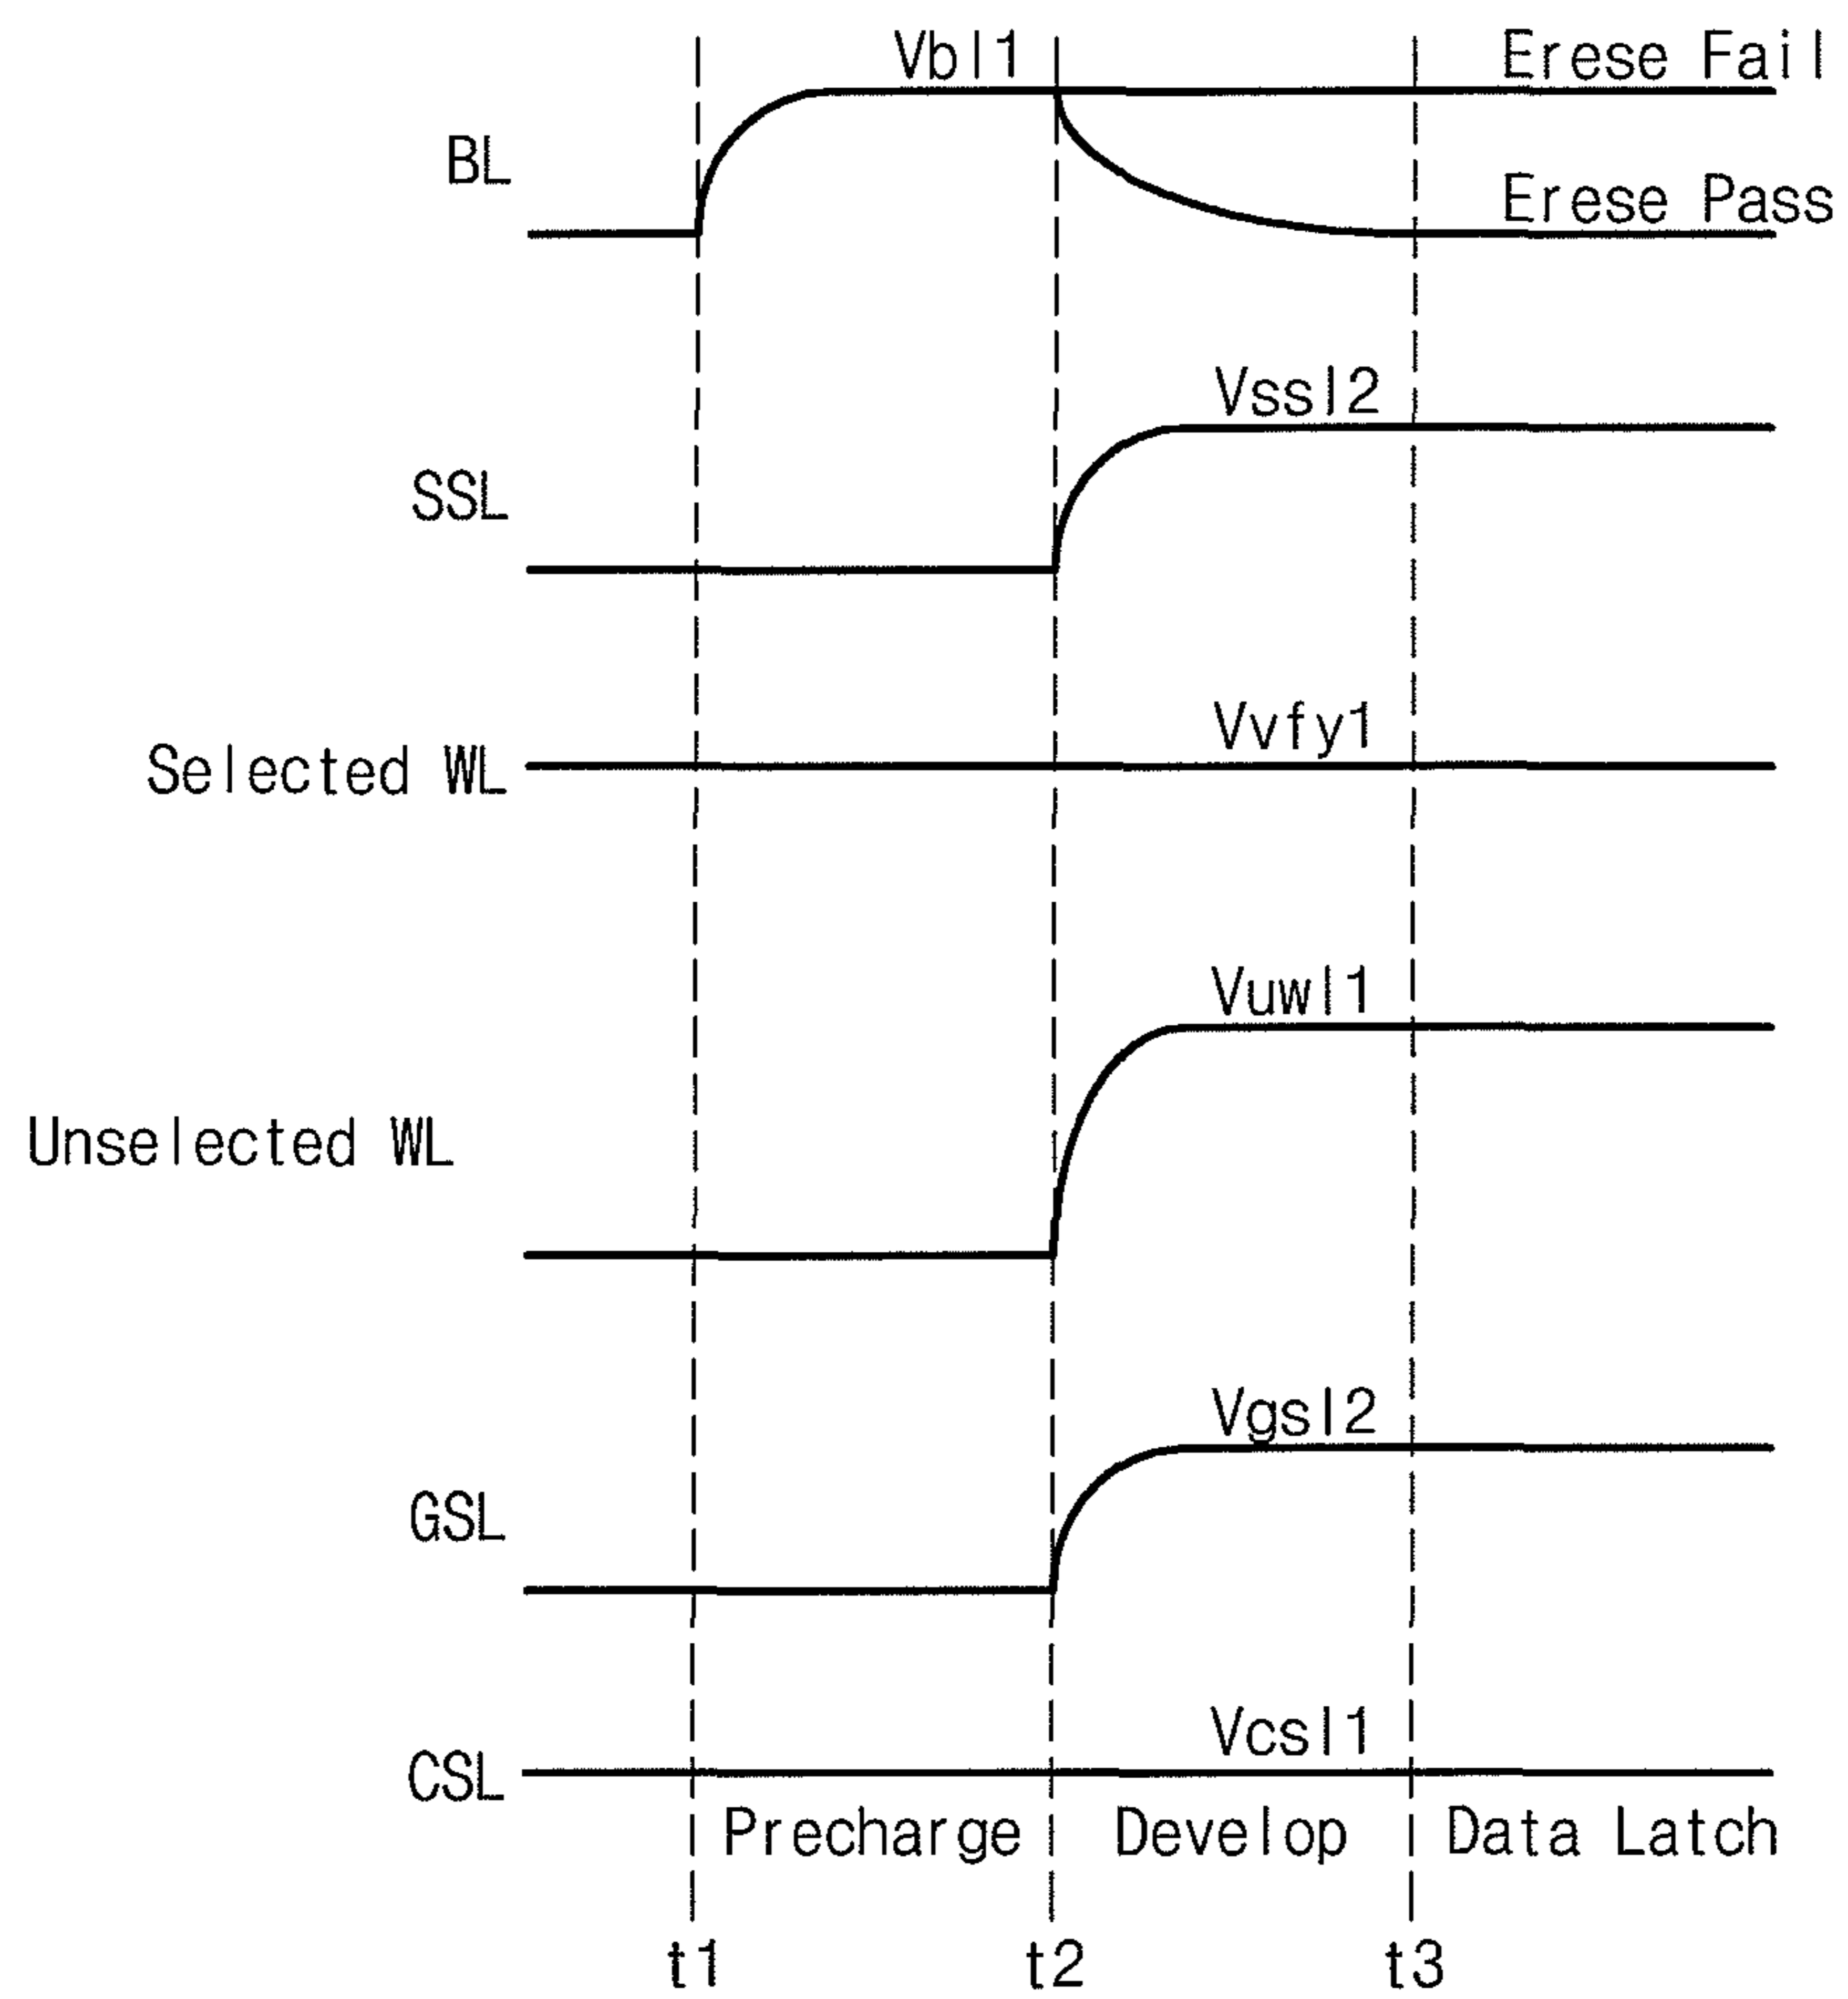 Vbl1
Erese Fail
BL
Erese Pass
Vssl2
SSL
Vvfy1
Selected WL
Vuwl1
Unselected WL
Vgsl2
GSL
Vcsl1
CSL
Precharge
Develop
Data Latch
t1
t2
t3